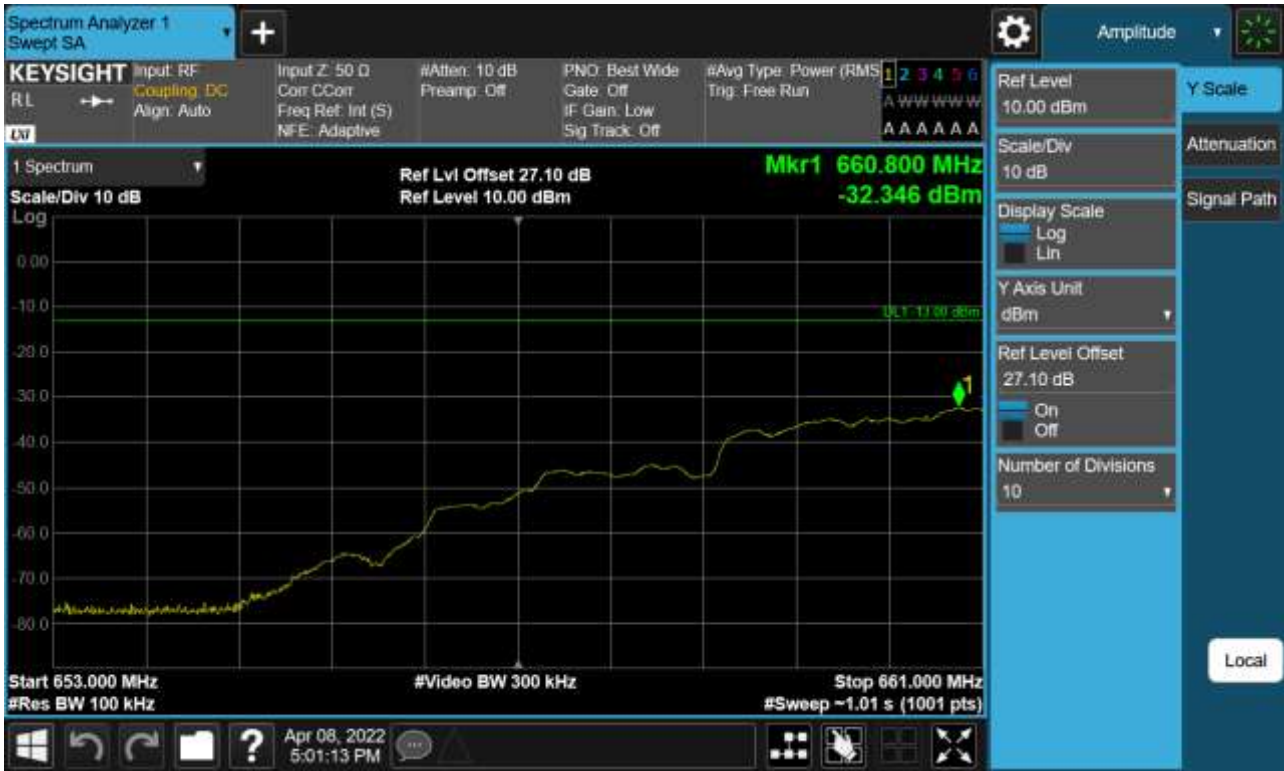 Spectrum Analyzer 1
Swept SA
+
Amplitude
KEYSIGHT
RL
LXI
Input: RF
Coupling: DC
Align: Auto
Input Z: 50 Ω
Corr CCorr
Freq Ref: Int (S)
NFE: Adaptive
#Atten: 10 dB
Preamp: Off
PNO: Best Wide
Gate: Off
IF Gain: Low
Sig Track: Off
#Avg Type: Power (RMS
Trig: Free Run
1 2 3 4 5 6
A W W W W W
A A A A A A
1 Spectrum
Scale/Div 10 dB
Log
Ref Lvl Offset 27.10 dB
Ref Level 10.00 dBm
Mkr1 660.800 MHz
-32.346 dBm
0.00
-10.0
-20.0
-30.0
-40.0
-50.0
-60.0
-70.0
-80.0
DL1 -13.00 dBm
1
Start 653.000 MHz
#Res BW 100 kHz
#Video BW 300 kHz
Stop 661.000 MHz
#Sweep ~1.01 s (1001 pts)
Ref Level
10.00 dBm
Scale/Div
10 dB
Display Scale
Log
Lin
Y Axis Unit
dBm
Ref Level Offset
27.10 dB
On
Off
Number of Divisions
10
Y Scale
Attenuation
Signal Path
Local
?
Apr 08, 2022
5:01:13 PM